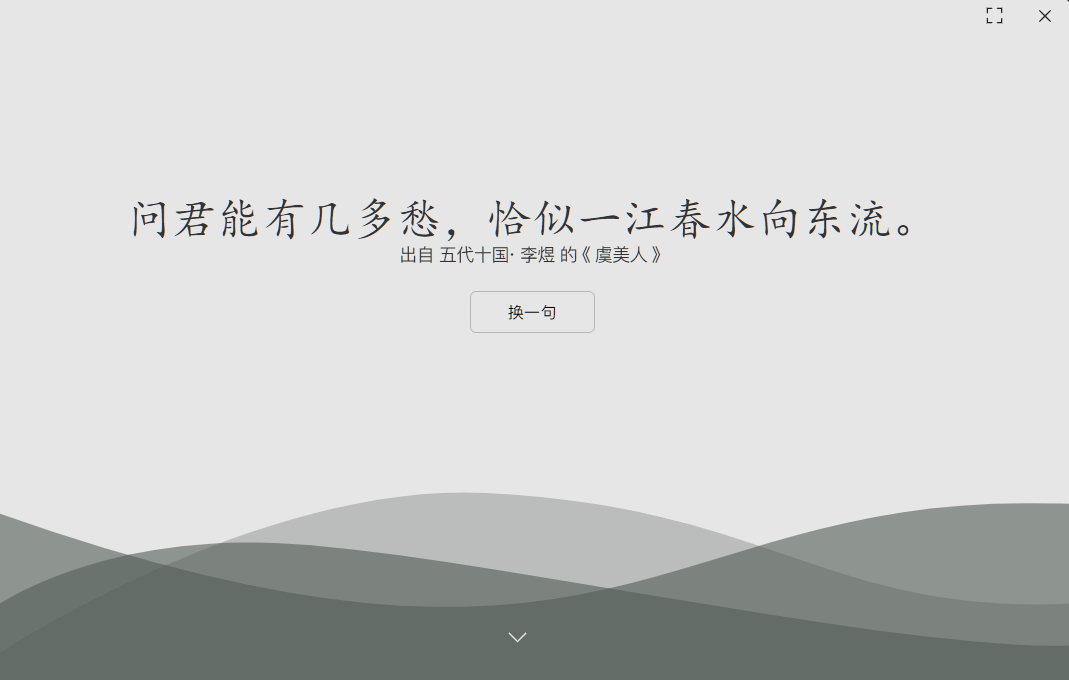 问君能有几多愁，恰似一江春水向东流。
出自 五代十国· 李煜 的《 虞美人 》
换一句